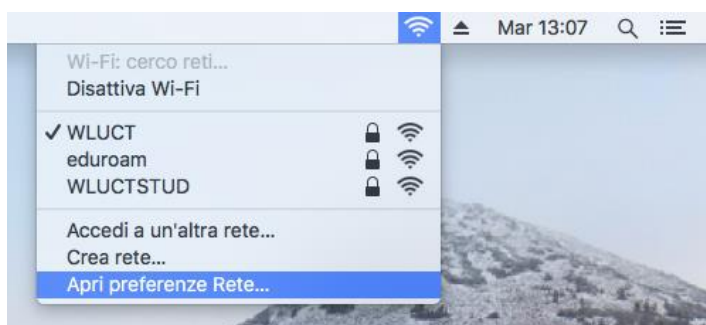 Mar 13:07
Wi-Fi: cerco reti...
Disattiva Wi-Fi
WLUCT
eduroam
WLUCTSTUD
Accedi a un'altra rete...
Crea rete...
Apri preferenze Rete...